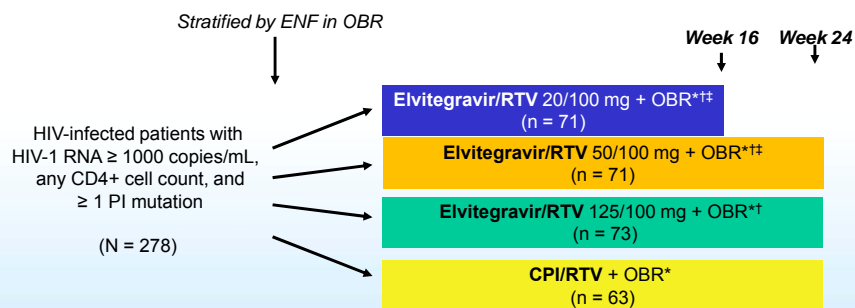 Stratified by ENF in OBR
Week 16
Week 24
HIV-infected patients with
HIV-1 RNA ≥ 1000 copies/mL,
any CD4+ cell count, and
≥ 1 PI mutation
(N = 278)
Elvitegravir/RTV 20/100 mg + OBR*†‡
(n = 71)
Elvitegravir/RTV 50/100 mg + OBR*†‡
(n = 71)
Elvitegravir/RTV 125/100 mg + OBR*†
(n = 73)
CPI/RTV + OBR*
(n = 63)